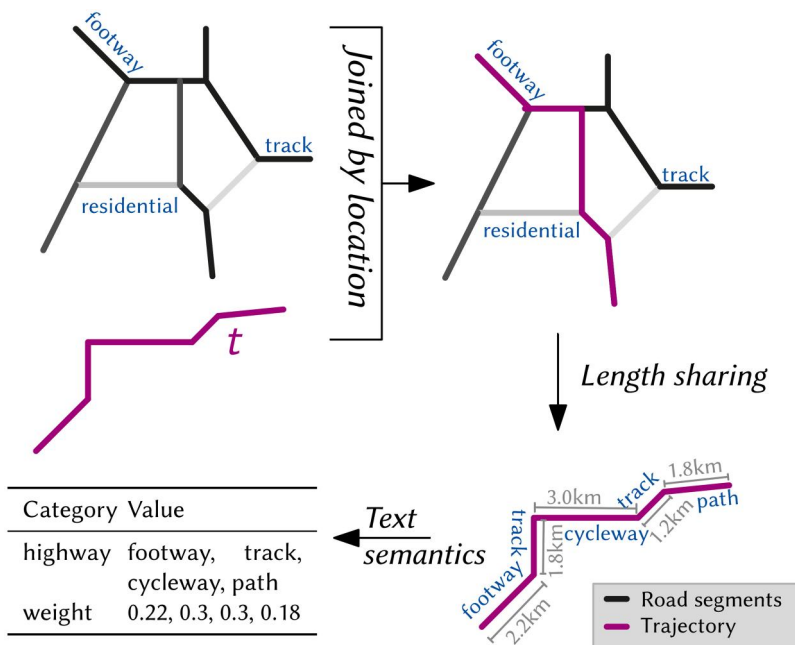 footway
track
residential
Joined by location
footway
track
residential
t
Length sharing
1.8km
track
path
3.0km
1.2km
cycleway
track
1.8km
footway
2.2km
Text
semantics
Category Value
highway footway, track,
cycleway, path
weight 0.22, 0.3, 0.3, 0.18
Road segments
Trajectory